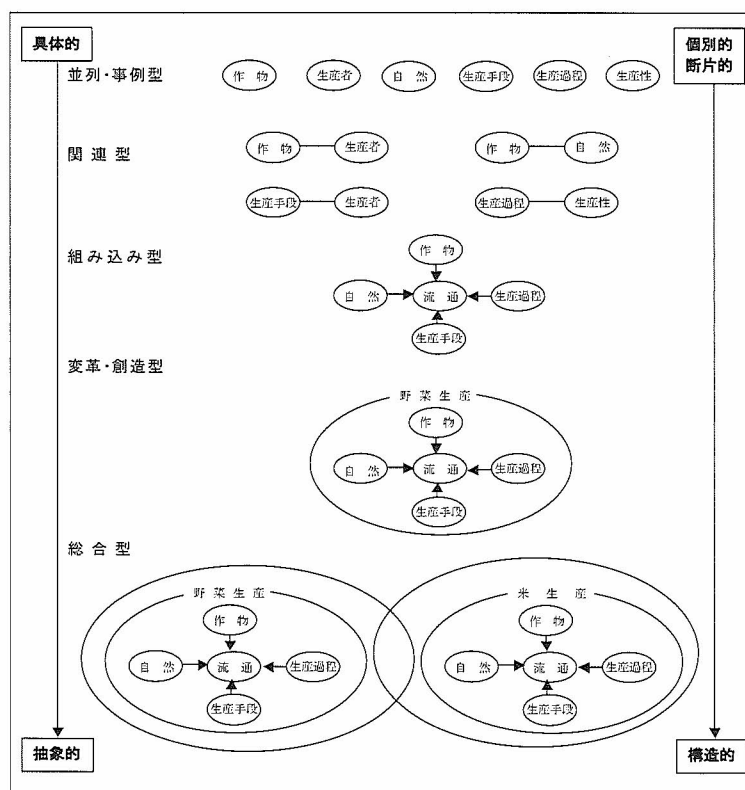 具体的
個別的
断片的
並列・事例型
作物 生産者 自然 生産手段 生産過程 生産性
関連型
作物 生産者 作物 自然
生産手段 生産者 生産過程 生産性
組み込み型
作物
自然 流通 生産過程
生産手段
変革・創造型
野菜生産
作物
自然 流通 生産過程
生産手段
総合型
野菜生産 米生産
作物 作物
自然 流通 生産過程 自然 流通 生産過程
生産手段 生産手段
抽象的 構造的